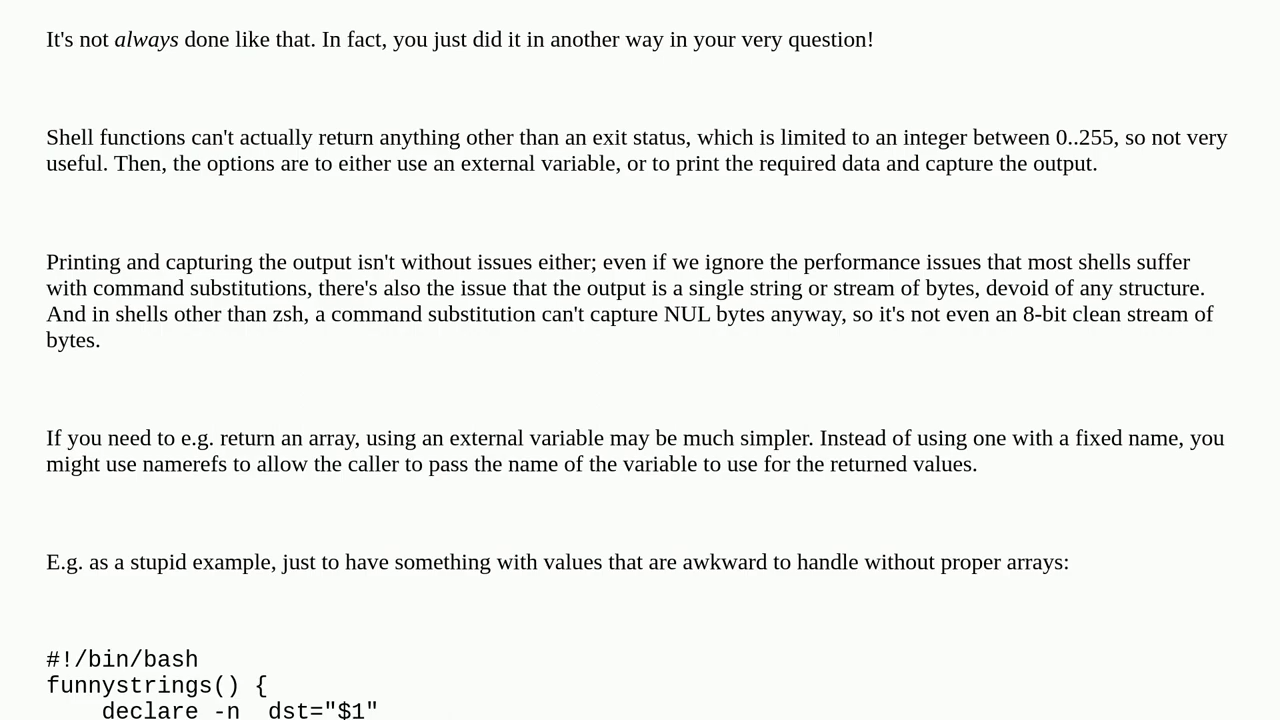 It's not always done like that. In fact, you just did it in another way in your very question!
Shell functions can't actually return anything other than an exit status, which is limited to an integer between 0..255, so not very
useful. Then, the options are to either use an external variable, or to print the required data and capture the output.
Printing and capturing the output isn't without issues either; even if we ignore the performance issues that most shells suffer
with command substitutions, there's also the issue that the output is a single string or stream of bytes, devoid of any structure.
And in shells other than zsh, a command substitution can't capture NUL bytes anyway, so it's not even an 8-bit clean stream of
bytes.
If you need to e.g. return an array, using an external variable may be much simpler. Instead of using one with a fixed name, you
might use namerefs to allow the caller to pass the name of the variable to use for the returned values.
E.g. as a stupid example, just to have something with values that are awkward to handle without proper arrays:
#!/bin/bash
funnystrings() {
    declare -n _dst="$1"